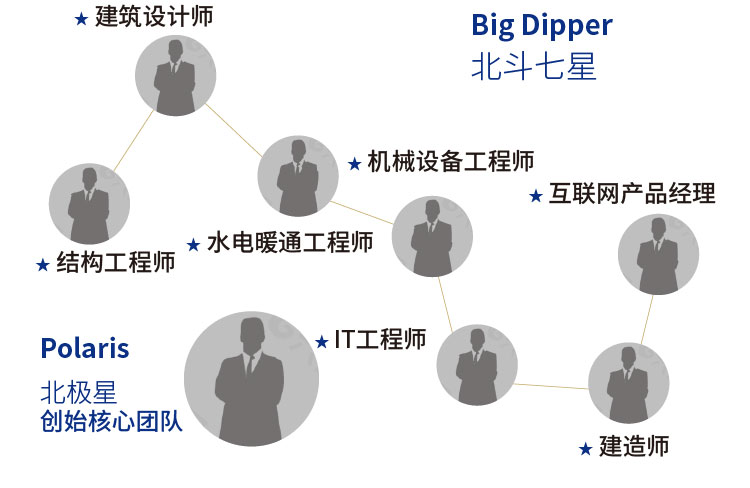 ★ 建筑设计师
Big Dipper
北斗七星
★ 机械设备工程师
★ 互联网产品经理
★ 水电暖通工程师
★ 结构工程师
★ IT工程师
Polaris
北极星
创始核心团队
★ 建造师